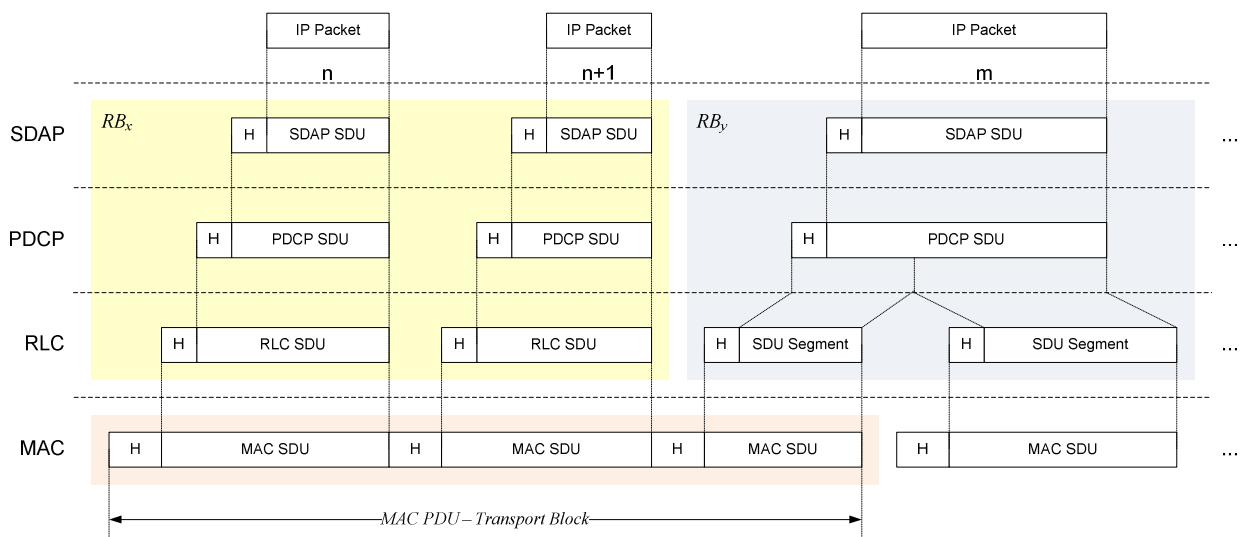 IP Packet IP Packet IP Packet
n n+1 m
RBx RBy
SDAP H SDAP SDU H SDAP SDU H SDAP SDU ...
PDCP H PDCP SDU H PDCP SDU H PDCP SDU ...
RLC H RLC SDU H RLC SDU H SDU Segment H SDU Segment ...
MAC H MAC SDU H MAC SDU H MAC SDU H MAC SDU ...
MAC PDU – Transport Block